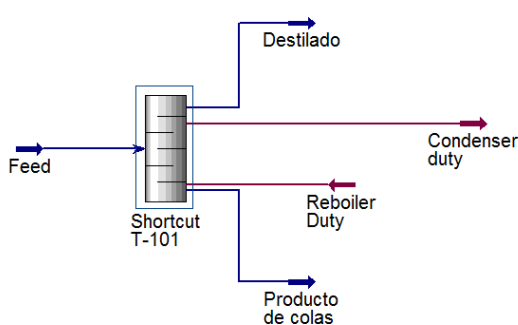 Destilado
Condenser
duty
Feed
Reboiler
Duty
Shortcut
T-101
Producto
de colas